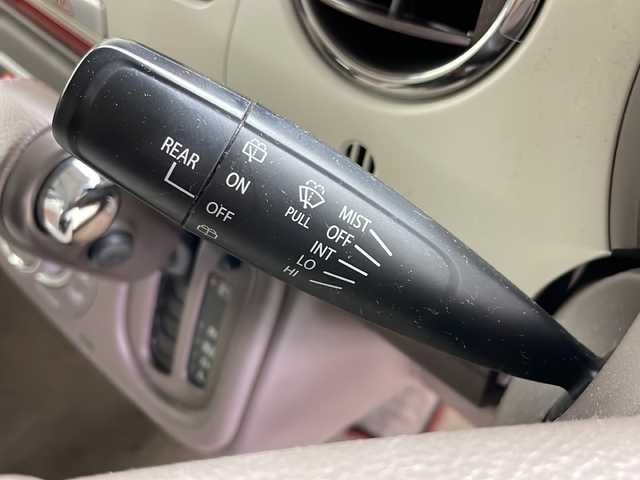 REAR
ON
OFF
PULL
MIST
OFF
INT
LO
HI